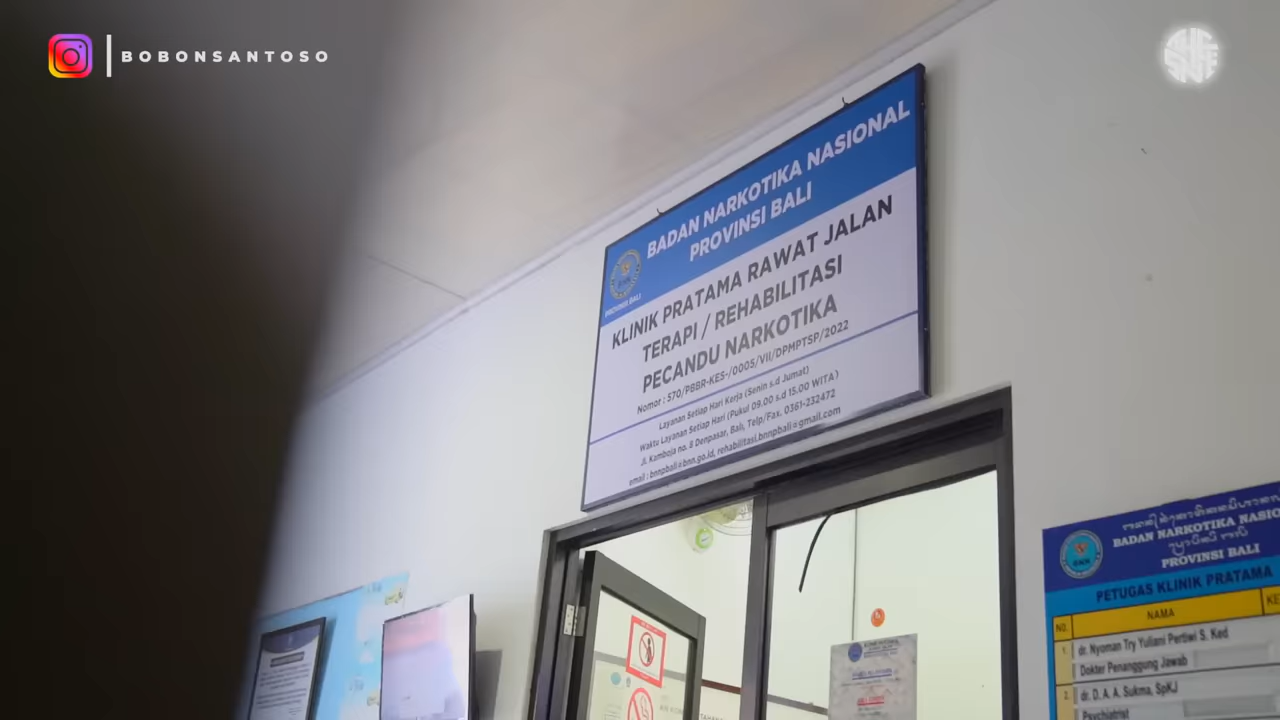 BOBONSANTOSO
BADAN NARKOTIKA NASIONAL
PROVINSI BALI
PROVINSI BALI
KLINIK PRATAMA RAWAT JALAN
TERAPI / REHABILITASI
PECANDU NARKOTIKA
Nomor : 570/PBBR-KES-/0005/VII/DPMPTSP/2022
Layanan Setiap Hari Kerja (Senin s.d Jumat)
Waktu Layanan Setiap Hari (Pukul 09.00 s.d 15.00 WITA)
Jl. Kamboja no. 8 Denpasar, Bali, Telp/Fax. 0361-232472
email : bnnpbali@bnn.go.id, rehabilitasi.bnnpbali@gmail.com
BADAN NARKOTIKA NASIO
PROVINSI BALI
PETUGAS KLINIK PRATAMA
NO. NAMA KE
1. dr. Nyoman Try Yuliani Pertiwi S. Ked
Dokter Penanggung Jawab
2. dr. D. A. A. Sukma, SpKJ
Psychiatrist